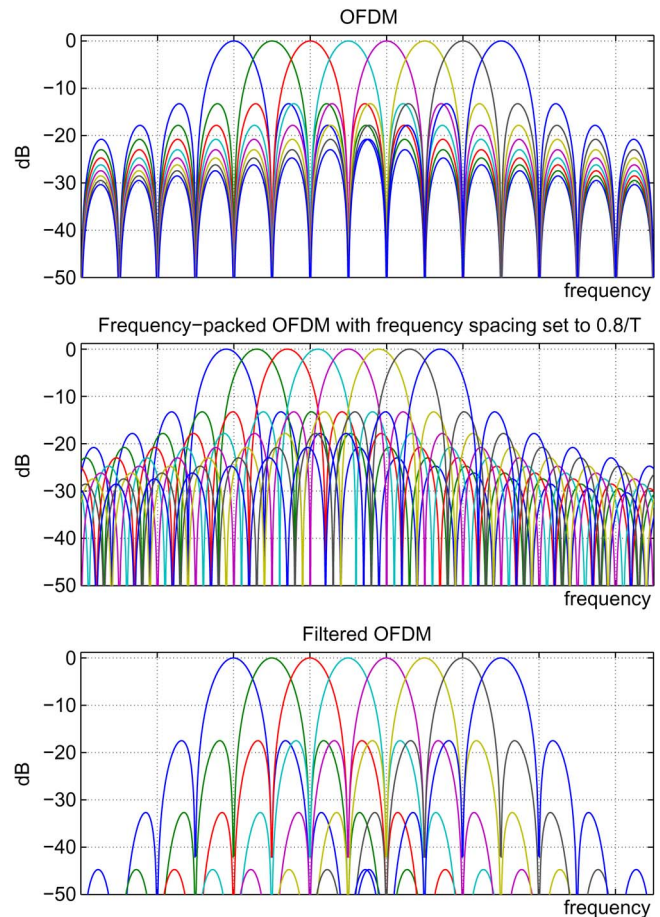 OFDM
0
−10
−20
−30
−40
−50
dB
frequency
Frequency−packed OFDM with frequency spacing set to 0.8/T
0
−10
−20
−30
−40
−50
dB
frequency
Filtered OFDM
0
−10
−20
−30
−40
−50
dB
frequency